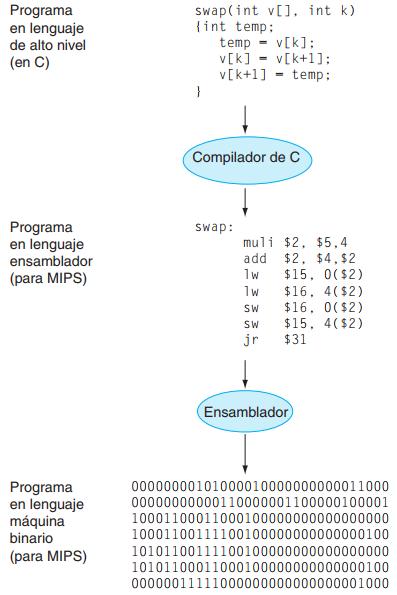 Programa
en lenguaje
de alto nivel
(en C)
swap(int v[], int k)
{int temp;
temp = v[k];
v[k] = v[k+1];
v[k+1] = temp;
}
Compilador de C
Programa
en lenguaje
ensamblador
(para MIPS)
swap:
muli $2, $5,4
add $2, $4,$2
lw $15, 0($2)
lw $16, 4($2)
sw $16, 0($2)
sw $15, 4($2)
jr $31
Ensamblador
Programa
en lenguaje
máquina
binario
(para MIPS)
00000000101000010000000000011000
00000000000110000001100000100001
10001100011000100000000000000000
10001100111100100000000000000100
10101100111100100000000000000000
10101100011000100000000000000100
00000011111000000000000000001000